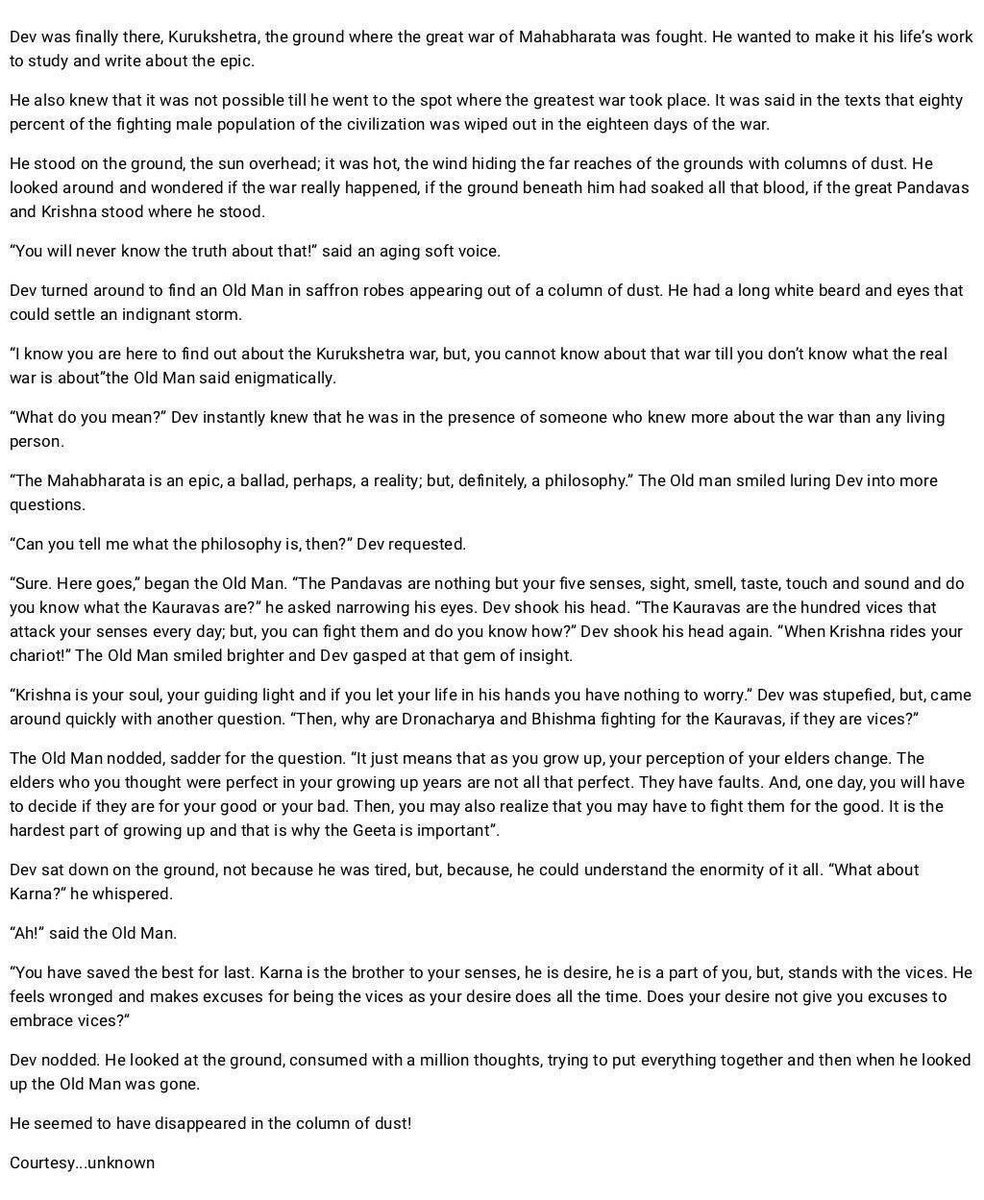 Dev was finally there, Kurukshetra, the ground where the great war of Mahabharata was fought. He wanted to make it his life’s work
to study and write about the epic.
He also knew that it was not possible till he went to the spot where the greatest war took place. It was said in the texts that eighty
percent of the fighting male population of the civilization was wiped out in the eighteen days of the war.
He stood on the ground, the sun overhead; it was hot, the wind hiding the far reaches of the grounds with columns of dust. He
looked around and wondered if the war really happened, if the ground beneath him had soaked all that blood, if the great Pandavas
and Krishna stood where he stood.
“You will never know the truth about that!” said an aging soft voice.
Dev turned around to find an Old Man in saffron robes appearing out of a column of dust. He had a long white beard and eyes that
could settle an indignant storm.
“I know you are here to find out about the Kurukshetra war, but, you cannot know about that war till you don’t know what the real
war is about”the Old Man said enigmatically.
“What do you mean?” Dev instantly knew that he was in the presence of someone who knew more about the war than any living
person.
“The Mahabharata is an epic, a ballad, perhaps, a reality; but, definitely, a philosophy.” The Old man smiled luring Dev into more
questions.
“Can you tell me what the philosophy is, then?” Dev requested.
“Sure. Here goes,” began the Old Man. “The Pandavas are nothing but your five senses, sight, smell, taste, touch and sound and do
you know what the Kauravas are?” he asked narrowing his eyes. Dev shook his head. “The Kauravas are the hundred vices that
attack your senses every day; but, you can fight them and do you know how?” Dev shook his head again. “When Krishna rides your
chariot!” The Old Man smiled brighter and Dev gasped at that gem of insight.
“Krishna is your soul, your guiding light and if you let your life in his hands you have nothing to worry.” Dev was stupefied, but, came
around quickly with another question. “Then, why are Dronacharya and Bhishma fighting for the Kauravas, if they are vices?”
The Old Man nodded, sadder for the question. “It just means that as you grow up, your perception of your elders change. The
elders who you thought were perfect in your growing up years are not all that perfect. They have faults. And, one day, you will have
to decide if they are for your good or your bad. Then, you may also realize that you may have to fight them for the good. It is the
hardest part of growing up and that is why the Geeta is important”.
Dev sat down on the ground, not because he was tired, but, because, he could understand the enormity of it all. “What about
Karna?” he whispered.
“Ah!” said the Old Man.
“You have saved the best for last. Karna is the brother to your senses, he is desire, he is a part of you, but, stands with the vices. He
feels wronged and makes excuses for being the vices as your desire does all the time. Does your desire not give you excuses to
embrace vices?”
Dev nodded. He looked at the ground, consumed with a million thoughts, trying to put everything together and then when he looked
up the Old Man was gone.
He seemed to have disappeared in the column of dust!
Courtesy...unknown